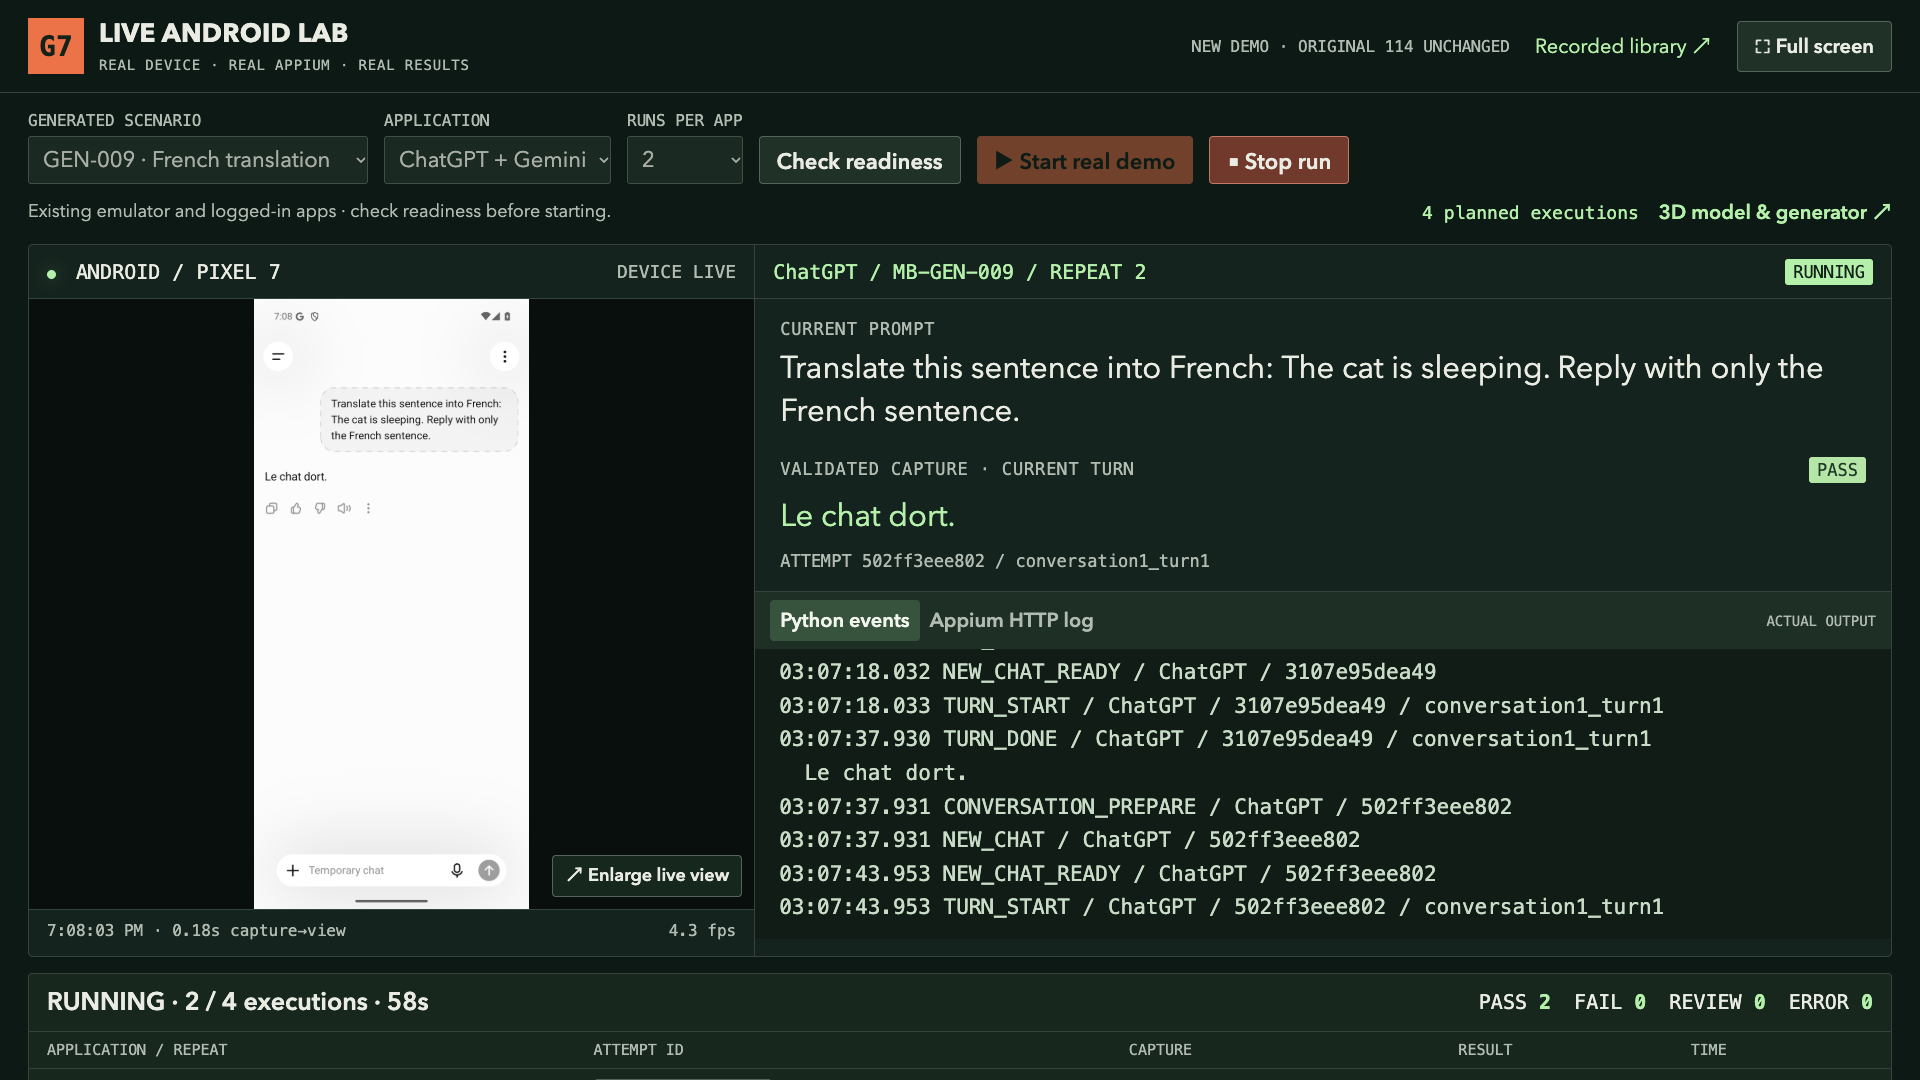 G7
LIVE ANDROID LAB
REAL DEVICE · REAL APPIUM · REAL RESULTS
NEW DEMO · ORIGINAL 114 UNCHANGED
Recorded library ↗
Full screen
GENERATED SCENARIO
APPLICATION
RUNS PER APP
GEN-009 · French translation
ChatGPT + Gemini
2
Check readiness
▶ Start real demo
■ Stop run
Existing emulator and logged-in apps · check readiness before starting.
4 planned executions
3D model & generator ↗
ANDROID / PIXEL 7
DEVICE LIVE
7:08
Translate this sentence into French:
The cat is sleeping. Reply with only
the French sentence.
Le chat dort.
Temporary chat
↗ Enlarge live view
7:08:03 PM · 0.18s capture→view
4.3 fps
ChatGPT / MB-GEN-009 / REPEAT 2
RUNNING
CURRENT PROMPT
Translate this sentence into French: The cat is sleeping. Reply with only the
French sentence.
VALIDATED CAPTURE · CURRENT TURN
PASS
Le chat dort.
ATTEMPT 502ff3eee802 / conversation1_turn1
Python events
Appium HTTP log
ACTUAL OUTPUT
03:07:18.032 NEW_CHAT_READY / ChatGPT / 3107e95dea49
03:07:18.033 TURN_START / ChatGPT / 3107e95dea49 / conversation1_turn1
03:07:37.930 TURN_DONE / ChatGPT / 3107e95dea49 / conversation1_turn1
Le chat dort.
03:07:37.931 CONVERSATION_PREPARE / ChatGPT / 502ff3eee802
03:07:37.931 NEW_CHAT / ChatGPT / 502ff3eee802
03:07:43.953 NEW_CHAT_READY / ChatGPT / 502ff3eee802
03:07:43.953 TURN_START / ChatGPT / 502ff3eee802 / conversation1_turn1
RUNNING · 2 / 4 executions · 58s
PASS 2 FAIL 0 REVIEW 0 ERROR 0
APPLICATION / REPEAT
ATTEMPT ID
CAPTURE
RESULT
TIME